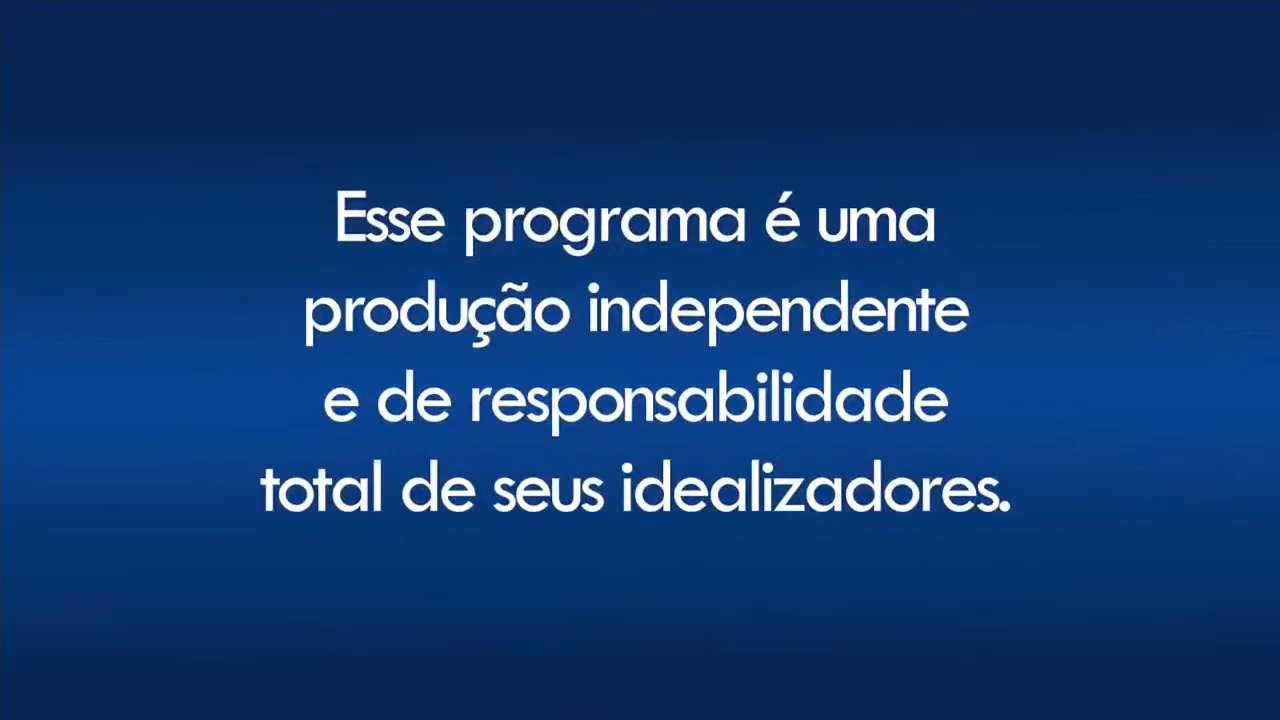 Esse programa é uma
produção independente
e de responsabilidade
total de seus idealizadores.